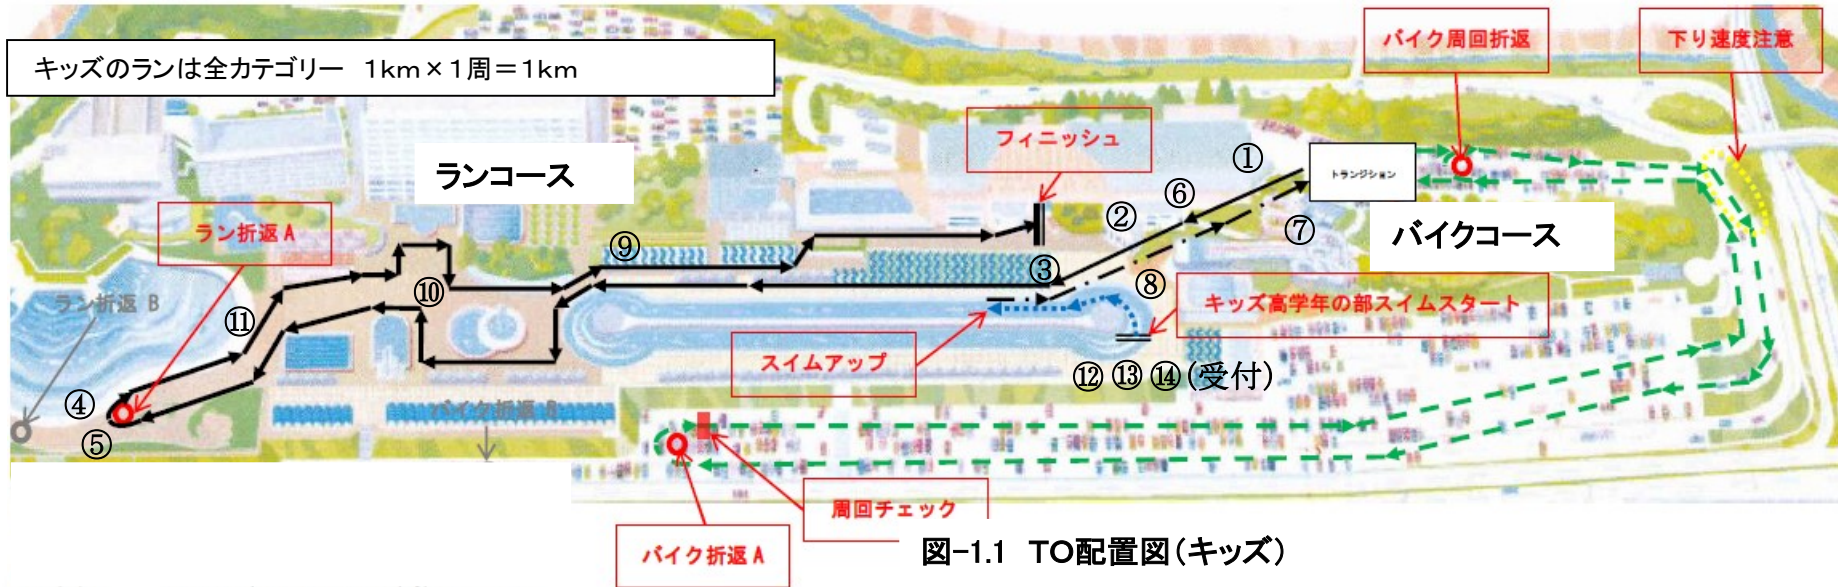 キッズのランは全カテゴリー 1km×1周＝1km
バイク周回折返
下り速度注意
フィニッシュ
ランコース
①
トランジション
⑥
②
⑦
バイクコース
ラン折返 A
⑨
③
⑧
⑩
ラン折返 B
キッズ高学年の部スイムスタート
⑪
スイムアップ
⑫ ⑬ ⑭(受付)
④
⑤
バイク折返 B
周回チェック
バイク折返 A
図-1.1 TO配置図(キッズ)